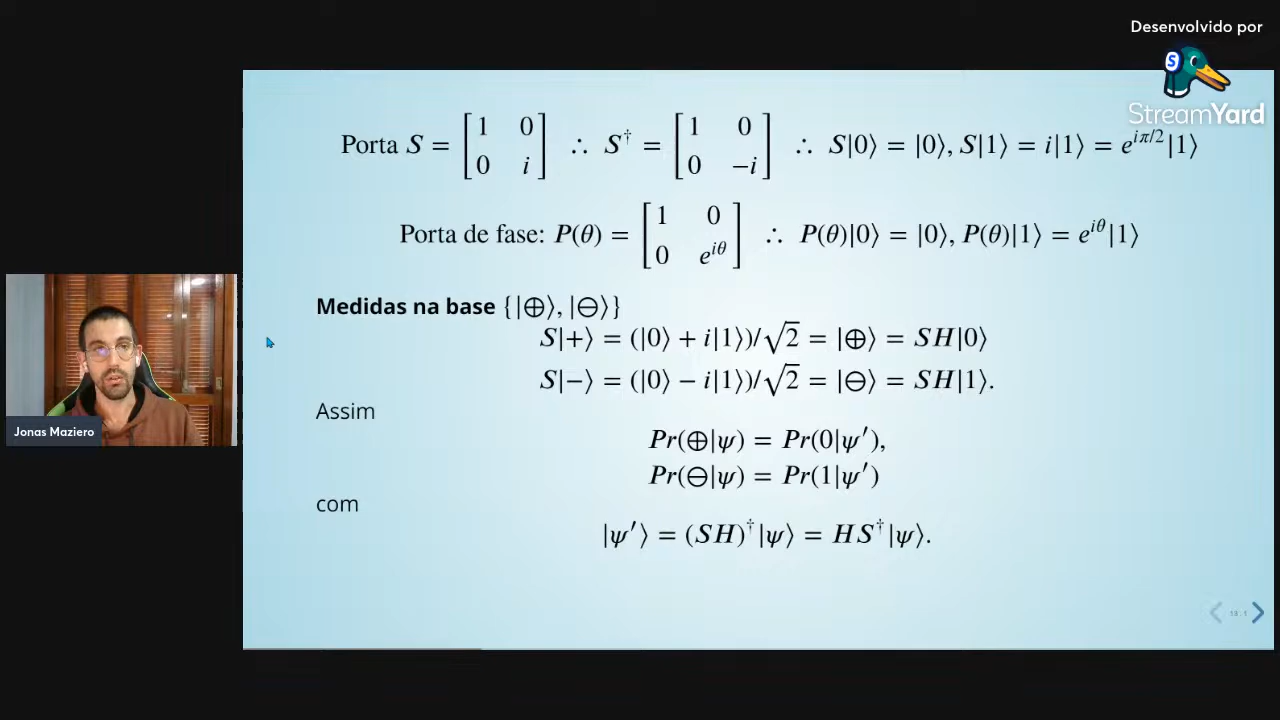 Desenvolvido por
StreamYard
Porta S = [1 0; 0 i] ∴ S† = [1 0; 0 −i] ∴ S|0⟩ = |0⟩, S|1⟩ = i|1⟩ = e^{iπ/2}|1⟩
Porta de fase: P(θ) = [1 0; 0 e^{iθ}] ∴ P(θ)|0⟩ = |0⟩, P(θ)|1⟩ = e^{iθ}|1⟩
Medidas na base {|⊕⟩, |⊖⟩}
S|+⟩ = (|0⟩ + i|1⟩)/√2 = |⊕⟩ = SH|0⟩
S|−⟩ = (|0⟩ − i|1⟩)/√2 = |⊖⟩ = SH|1⟩.
Assim
Pr(⊕|ψ) = Pr(0|ψ′),
Pr(⊖|ψ) = Pr(1|ψ′)
com
|ψ′⟩ = (SH)†|ψ⟩ = HS†|ψ⟩.
Jonas Maziero